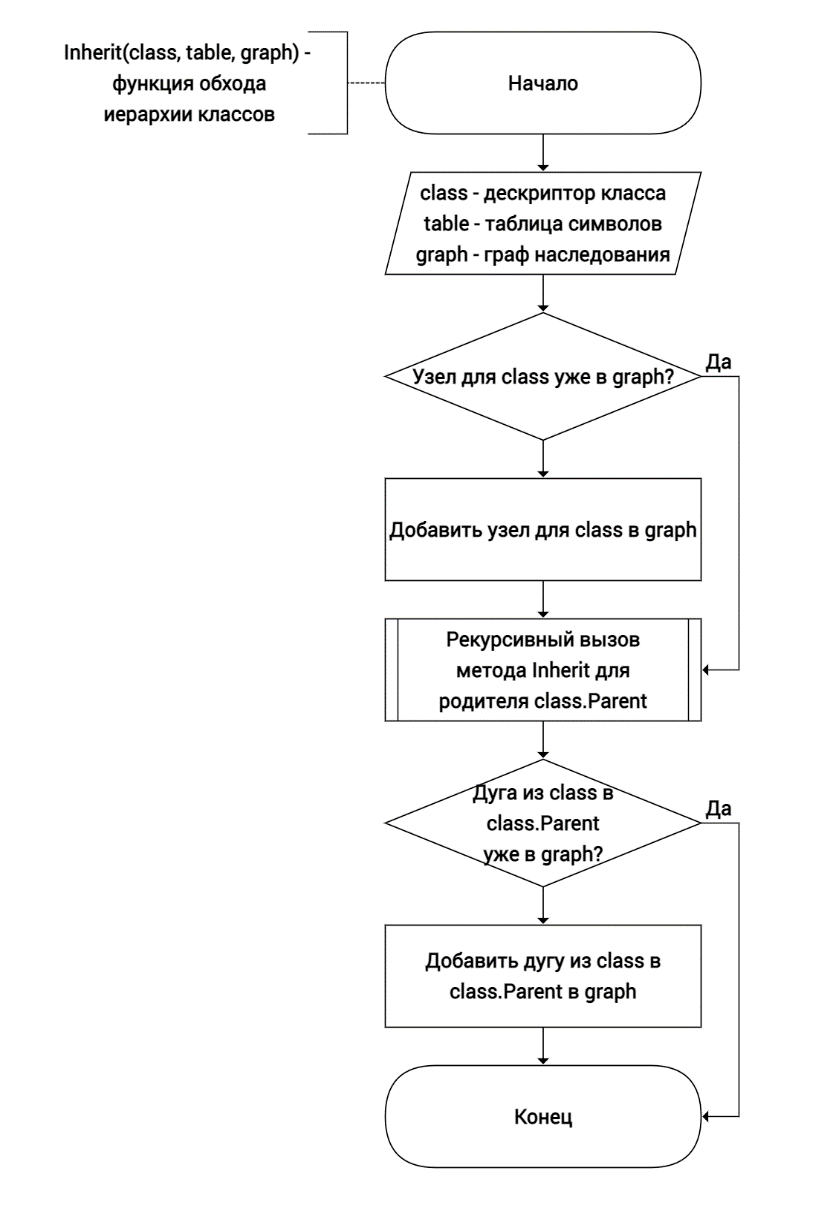 Inherit(class, table, graph) -
функция обхода
иерархии классов
Начало
class - дескриптор класса
table - таблица символов
graph - граф наследования
Да
Узел для class уже в graph?
Добавить узел для class в graph
Рекурсивный вызов
метода Inherit для
родителя class.Parent
Дуга из class в
class.Parent
уже в graph?
Да
Добавить дугу из class в
class.Parent в graph
Конец